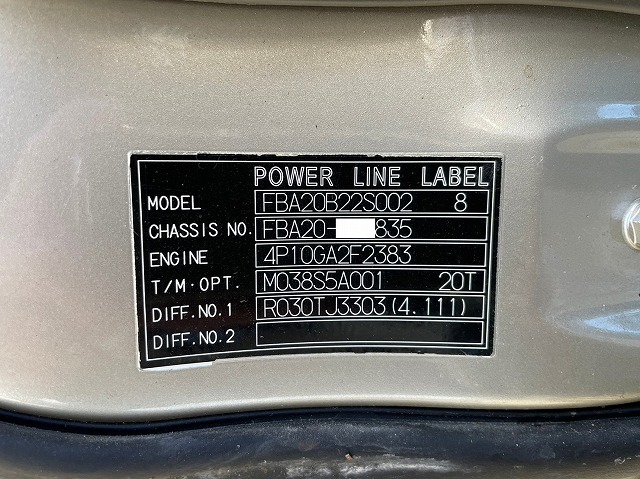 POWER LINE LABEL
MODEL FBA20B22S002 8
CHASSIS NO. FBA20- 835
ENGINE 4P10GA2F2383
T/M·OPT. M038S5A001 20T
DIFF.NO.1 R030TJ3303(4.111)
DIFF.NO.2